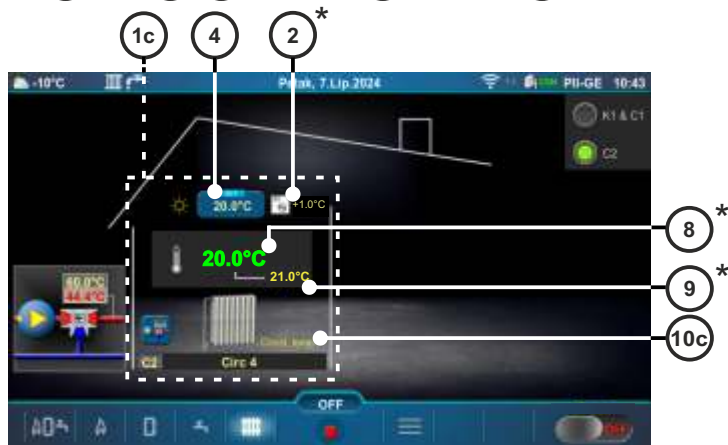 1c 4 2 *
-10°C Petak, 7.Lip.2024 PII-GE 10:43
K1 & C1
C2
20.0°C +1.0°C
8 *
20.0°C
21.0°C
9 *
60.0°C
44.4°C
10c
C2 Circ 4
OFF
OFF